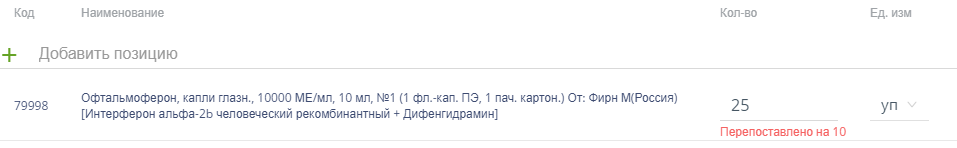 Код Наименование Кол-во Ед. изм
+ Добавить позицию
79998 Офтальмоферон, капли глазн., 10000 МЕ/мл, 10 мл, №1 (1 фл.-кап. ПЭ, 1 пач. картон.) От: Фирн М(Россия) 25 уп
[Интерферон альфа-2b человеческий рекомбинантный + Дифенгидрамин]
Перепоставлено на 10